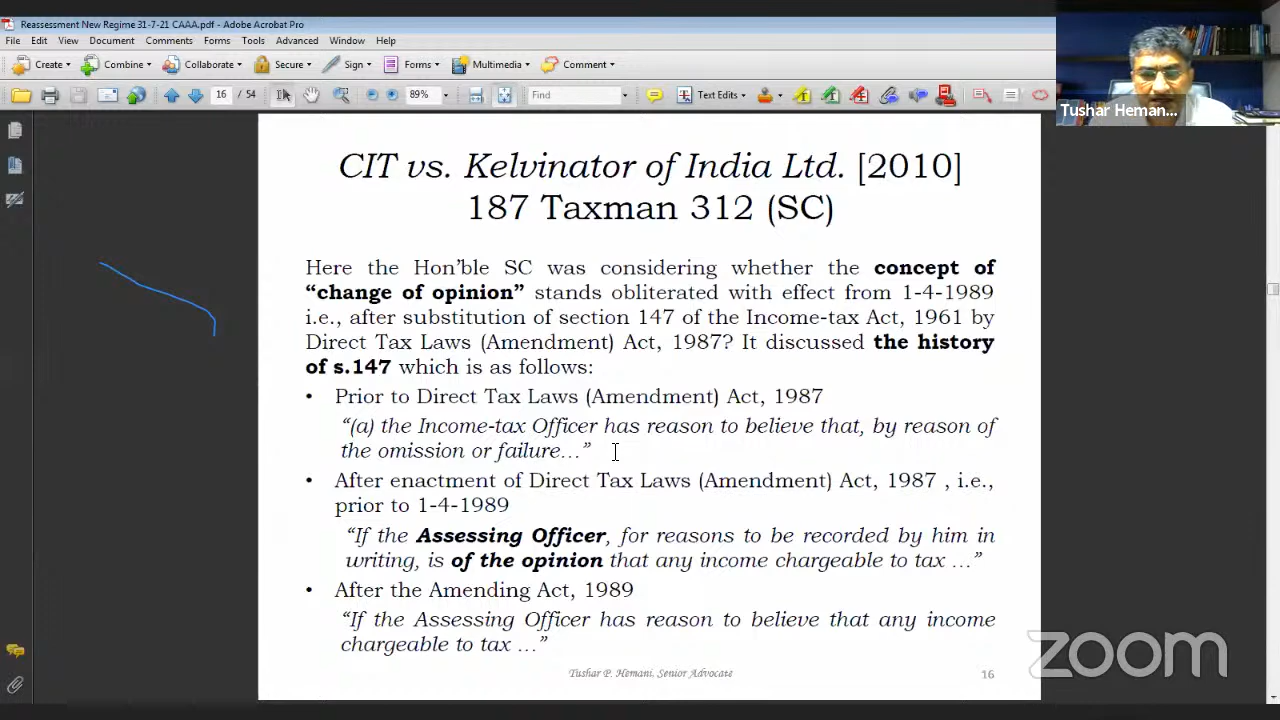 Reassessment New Regime 31-7-21 CAAA.pdf - Adobe Acrobat Pro
File Edit View Document Comments Forms Tools Advanced Window Help
Create Combine Collaborate Secure Sign Forms Multimedia Comment
16 / 54 89% Find Text Edits
Tushar Heman...
CIT vs. Kelvinator of India Ltd. [2010]
187 Taxman 312 (SC)
Here the Hon’ble SC was considering whether the concept of
“change of opinion” stands obliterated with effect from 1-4-1989
i.e., after substitution of section 147 of the Income-tax Act, 1961 by
Direct Tax Laws (Amendment) Act, 1987? It discussed the history
of s.147 which is as follows:
• Prior to Direct Tax Laws (Amendment) Act, 1987
“(a) the Income-tax Officer has reason to believe that, by reason of
the omission or failure…”
• After enactment of Direct Tax Laws (Amendment) Act, 1987 , i.e.,
prior to 1-4-1989
“If the Assessing Officer, for reasons to be recorded by him in
writing, is of the opinion that any income chargeable to tax …”
• After the Amending Act, 1989
“If the Assessing Officer has reason to believe that any income
chargeable to tax …”
Tushar P. Hemani, Senior Advocate
16
zoom